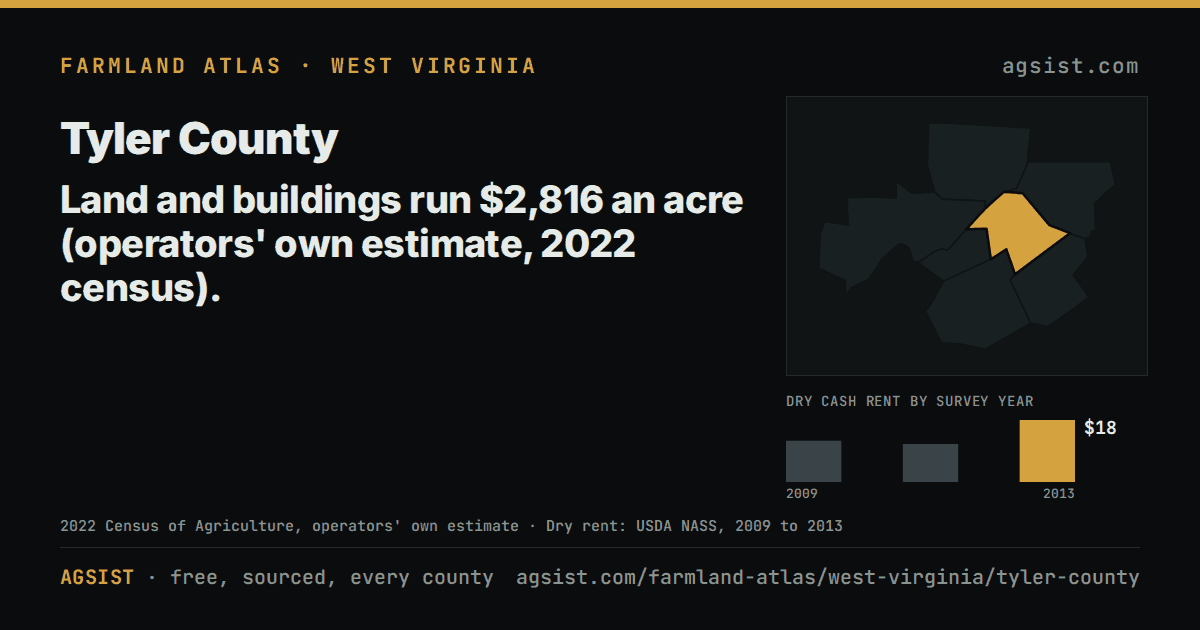 FARMLAND ATLAS · WEST VIRGINIA
agsist.com
Tyler County
Land and buildings run $2,816 an acre
(operators' own estimate, 2022
census).
DRY CASH RENT BY SURVEY YEAR
$18
2009
2013
2022 Census of Agriculture, operators' own estimate · Dry rent: USDA NASS, 2009 to 2013
AGSIST · free, sourced, every county
agsist.com/farmland-atlas/west-virginia/tyler-county